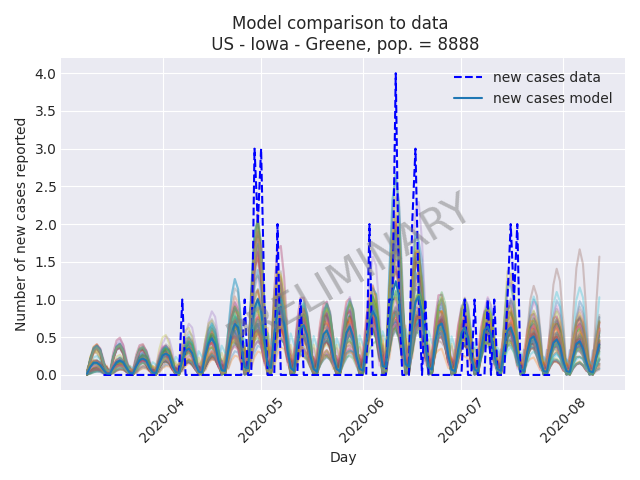 Model comparison to data
US - Iowa - Greene, pop. = 8888
Number of new cases reported
4.0
3.5
3.0
2.5
2.0
1.5
1.0
0.5
0.0
new cases data
new cases model
PRELIMINARY
2020-04
2020-05
2020-06
2020-07
2020-08
Day